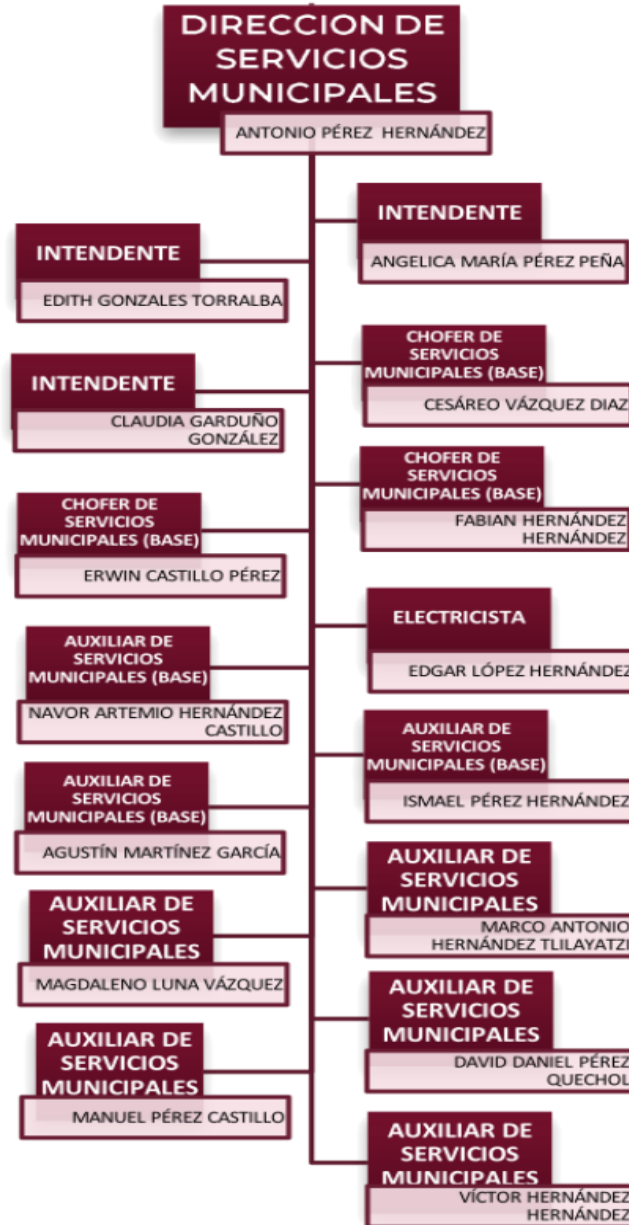 DIRECCION DE
SERVICIOS
MUNICIPALES
ANTONIO PÉREZ HERNÁNDEZ
INTENDENTE
ANGELICA MARÍA PÉREZ PEÑA
INTENDENTE
EDITH GONZALES TORRALBA
CHOFER DE
SERVICIOS
MUNICIPALES (BASE)
CESÁREO VÁZQUEZ DIAZ
INTENDENTE
CLAUDIA GARDUÑO
GONZÁLEZ
CHOFER DE
SERVICIOS
MUNICIPALES (BASE)
FABIAN HERNÁNDEZ
HERNÁNDEZ
CHOFER DE
SERVICIOS
MUNICIPALES (BASE)
ERWIN CASTILLO PÉREZ
ELECTRICISTA
EDGAR LÓPEZ HERNÁNDEZ
AUXILIAR DE
SERVICIOS
MUNICIPALES (BASE)
NAVOR ARTEMIO HERNÁNDEZ
CASTILLO
AUXILIAR DE
SERVICIOS
MUNICIPALES (BASE)
ISMAEL PÉREZ HERNÁNDEZ
AUXILIAR DE
SERVICIOS
MUNICIPALES (BASE)
AGUSTÍN MARTÍNEZ GARCÍA
AUXILIAR DE
SERVICIOS
MUNICIPALES
MARCO ANTONIO
HERNÁNDEZ TLILAYATZI
AUXILIAR DE
SERVICIOS
MUNICIPALES
MAGDALENO LUNA VÁZQUEZ
AUXILIAR DE
SERVICIOS
MUNICIPALES
DAVID DANIEL PÉREZ
QUECHOL
AUXILIAR DE
SERVICIOS
MUNICIPALES
MANUEL PÉREZ CASTILLO
AUXILIAR DE
SERVICIOS
MUNICIPALES
VÍCTOR HERNÁNDEZ
HERNÁNDEZ